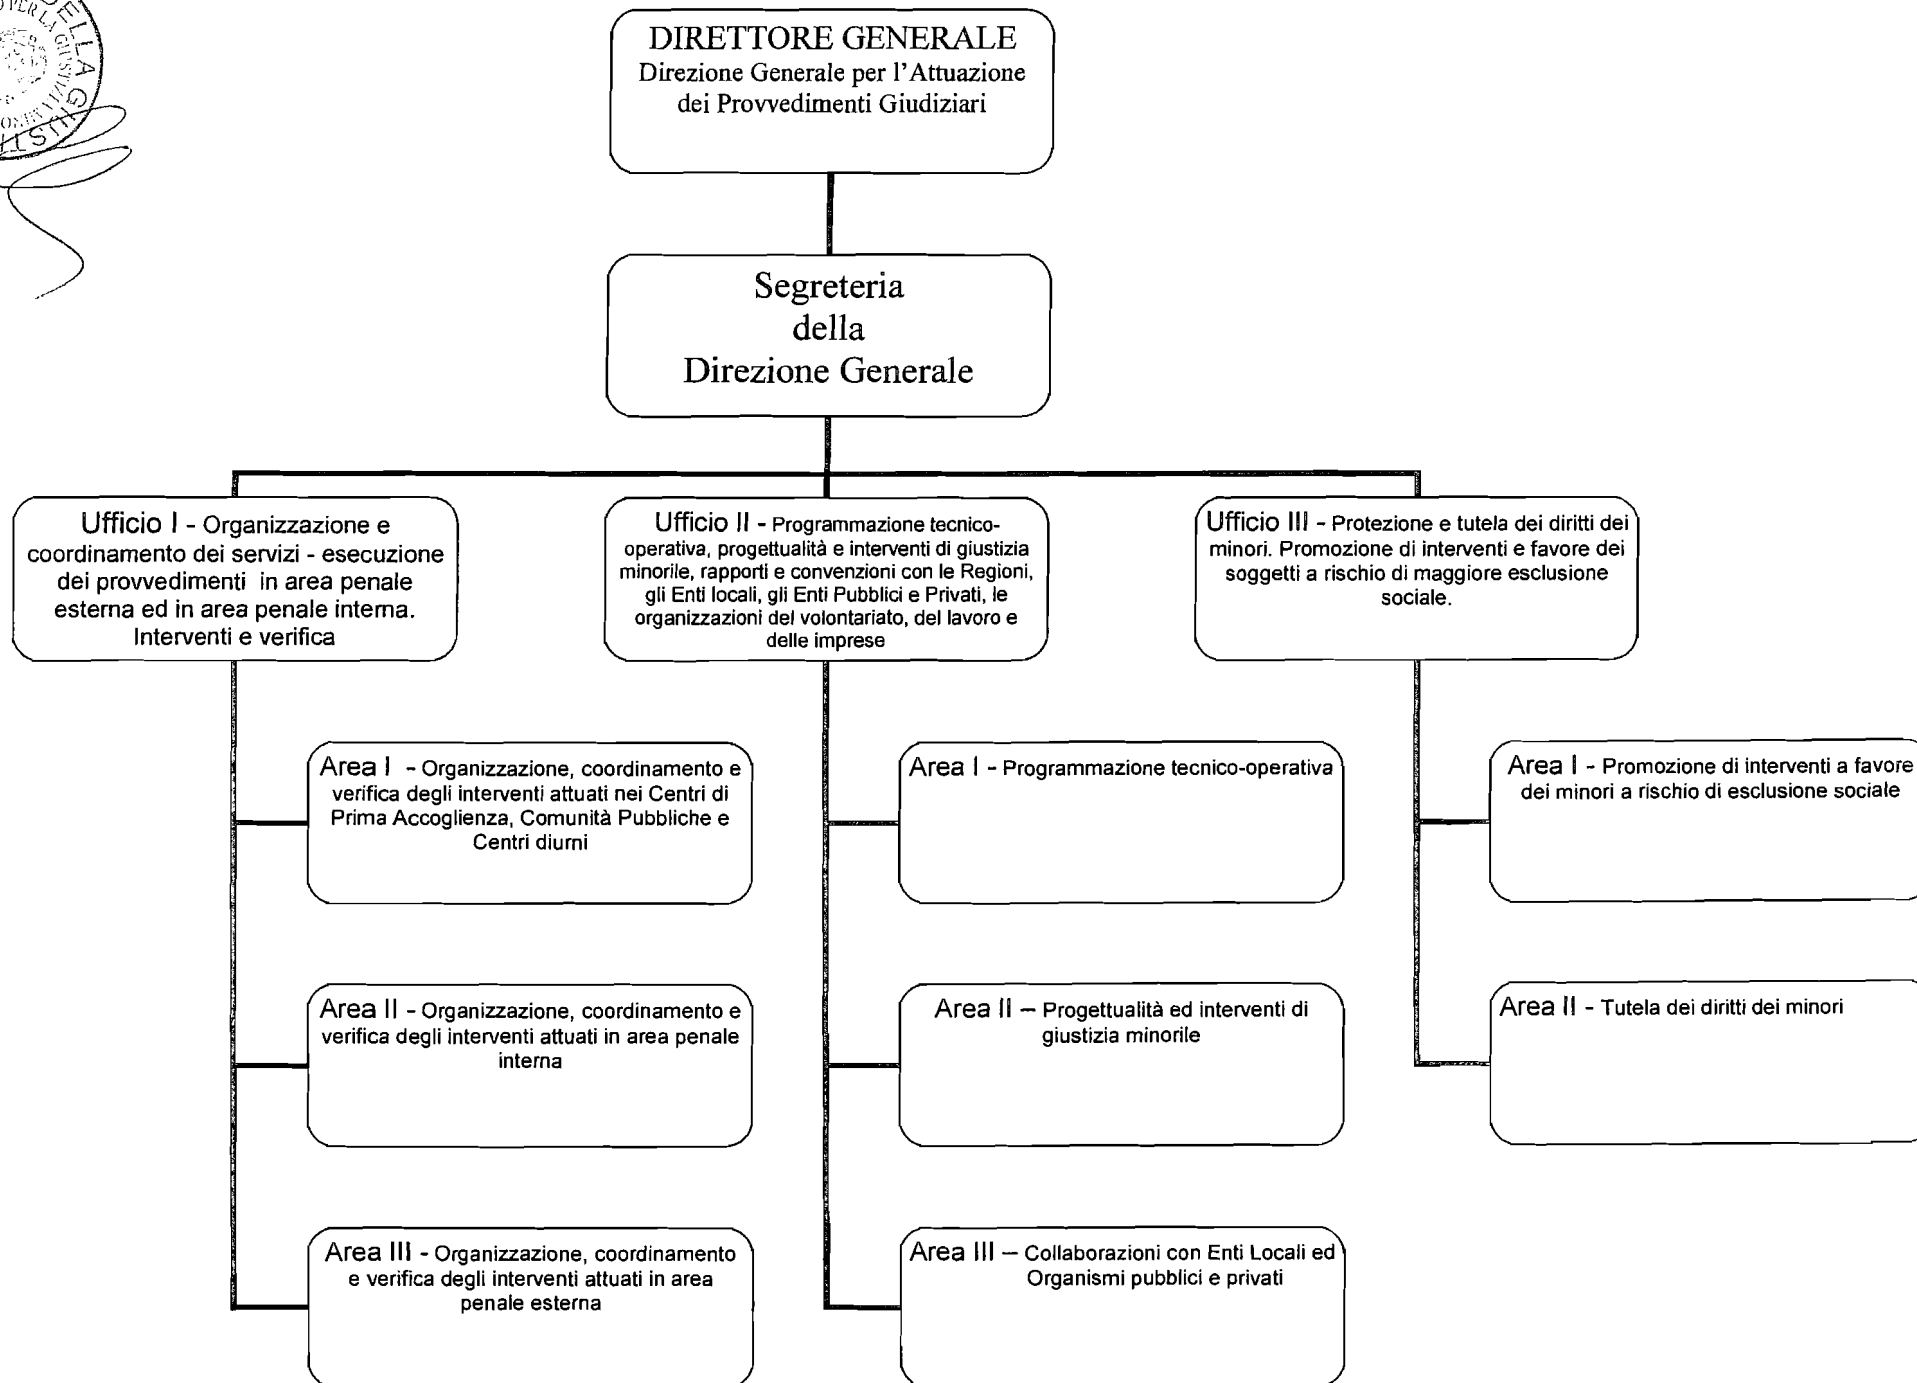 DELLA GIUSTI
DIRETTORE GENERALE
Direzione Generale per l'Attuazione
dei Provvedimenti Giudiziari
Segreteria
della
Direzione Generale
Ufficio I - Organizzazione e
coordinamento dei servizi - esecuzione
dei provvedimenti in area penale
esterna ed in area penale interna.
Interventi e verifica
Ufficio II - Programmazione tecnico-
operativa, progettualità e interventi di giustizia
minorile, rapporti e convenzioni con le Regioni,
gli Enti locali, gli Enti Pubblici e Privati, le
organizzazioni del volontariato, del lavoro e
delle imprese
Ufficio III - Protezione e tutela dei diritti dei
minori. Promozione di interventi e favore dei
soggetti a rischio di maggiore esclusione
sociale.
Area I - Organizzazione, coordinamento e
verifica degli interventi attuati nei Centri di
Prima Accoglienza, Comunità Pubbliche e
Centri diurni
Area I - Programmazione tecnico-operativa
Area I - Promozione di interventi a favore
dei minori a rischio di esclusione sociale
Area II - Organizzazione, coordinamento e
verifica degli interventi attuati in area penale
interna
Area II – Progettualità ed interventi di
giustizia minorile
Area II - Tutela dei diritti dei minori
Area III - Organizzazione, coordinamento
e verifica degli interventi attuati in area
penale esterna
Area III – Collaborazioni con Enti Locali ed
Organismi pubblici e privati